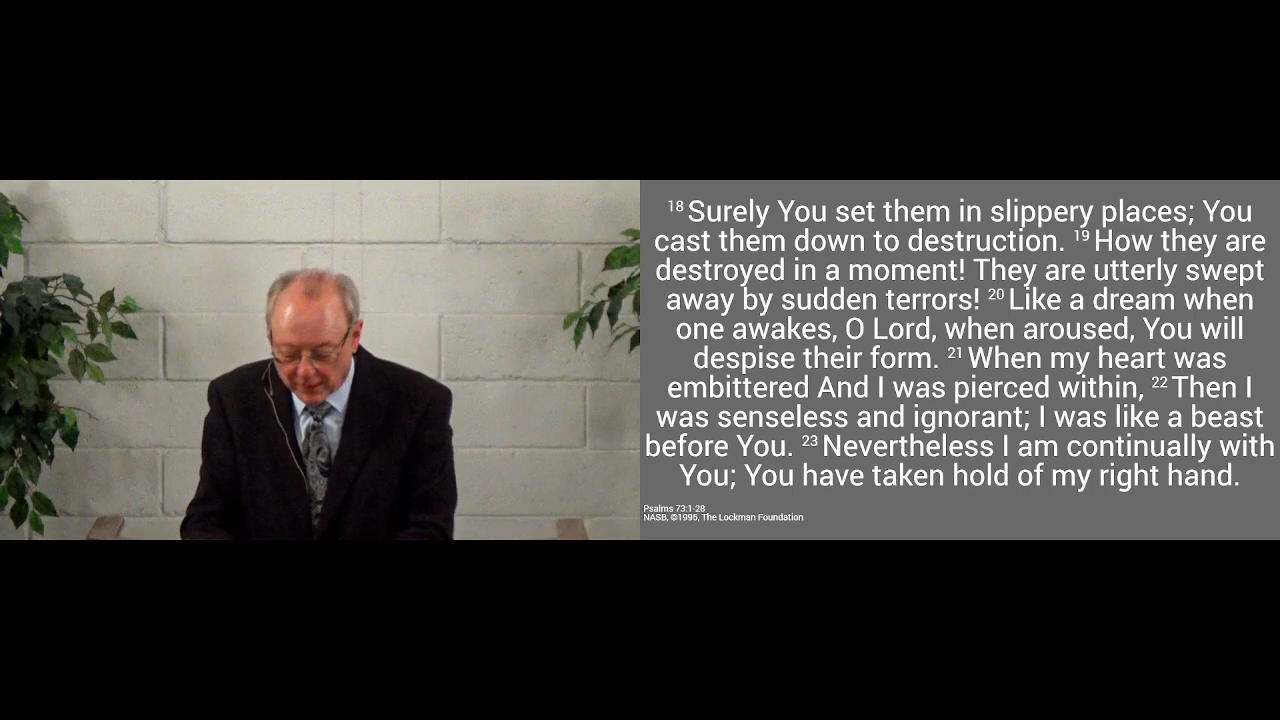 18 Surely You set them in slippery places; You
cast them down to destruction. 19 How they are
destroyed in a moment! They are utterly swept
away by sudden terrors! 20 Like a dream when
one awakes, O Lord, when aroused, You will
despise their form. 21 When my heart was
embittered And I was pierced within, 22 Then I
was senseless and ignorant; I was like a beast
before You. 23 Nevertheless I am continually with
You; You have taken hold of my right hand.
Psalms 73:1-28
NASB, ©1995, The Lockman Foundation